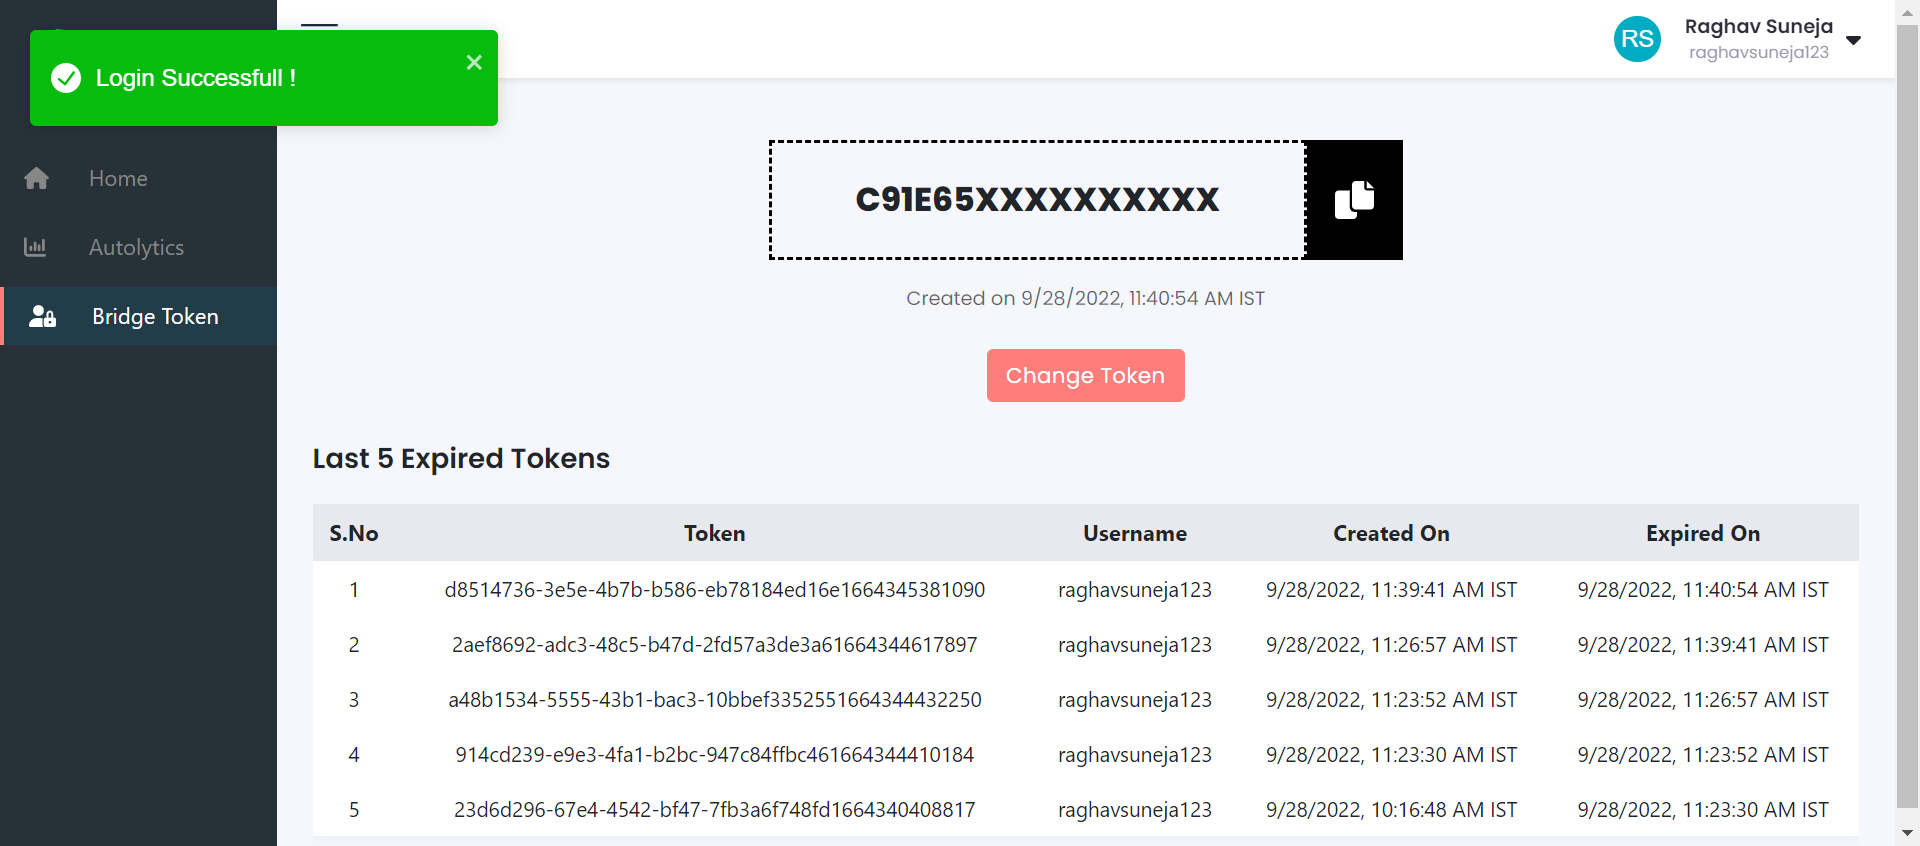 Login Successfull !
RS
Raghav Suneja
raghavsuneja123
Home
Autolytics
Bridge Token
C91E65XXXXXXXXXX
Created on 9/28/2022, 11:40:54 AM IST
Change Token
Last 5 Expired Tokens
S.No Token Username Created On Expired On
1 d8514736-3e5e-4b7b-b586-eb78184ed16e1664345381090 raghavsuneja123 9/28/2022, 11:39:41 AM IST 9/28/2022, 11:40:54 AM IST
2 2aef8692-adc3-48c5-b47d-2fd57a3de3a61664344617897 raghavsuneja123 9/28/2022, 11:26:57 AM IST 9/28/2022, 11:39:41 AM IST
3 a48b1534-5555-43b1-bac3-10bbef3352551664344432250 raghavsuneja123 9/28/2022, 11:23:52 AM IST 9/28/2022, 11:26:57 AM IST
4 914cd239-e9e3-4fa1-b2bc-947c84ffbc461664344410184 raghavsuneja123 9/28/2022, 11:23:30 AM IST 9/28/2022, 11:23:52 AM IST
5 23d6d296-67e4-4542-bf47-7fb3a6f748fd1664340408817 raghavsuneja123 9/28/2022, 10:16:48 AM IST 9/28/2022, 11:23:30 AM IST